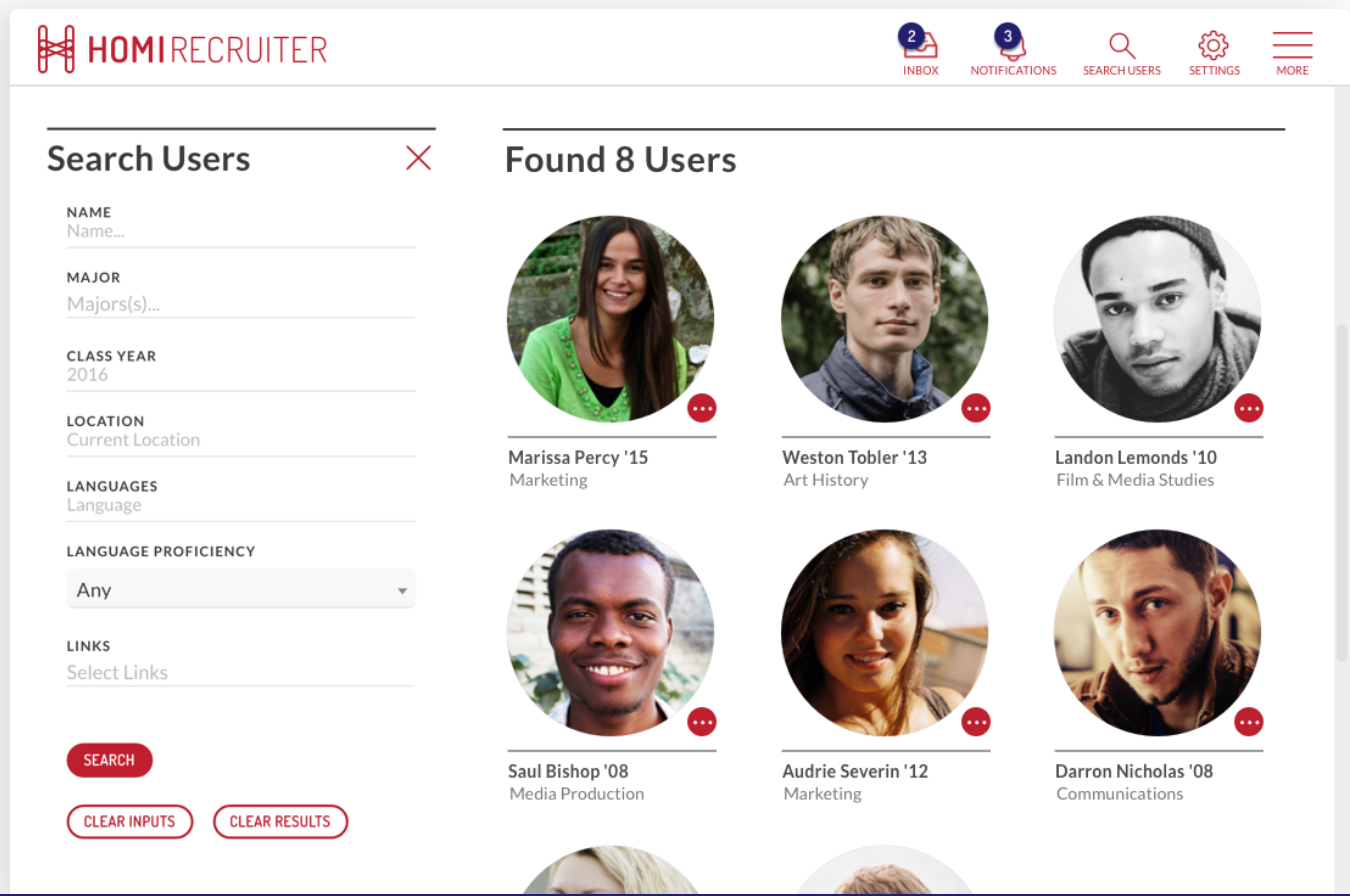 HOMIRECRUITER
2
INBOX
3
NOTIFICATIONS
SEARCH USERS
SETTINGS
MORE
Search Users
NAME
Name...
MAJOR
Majors(s)...
CLASS YEAR
2016
LOCATION
Current Location
LANGUAGES
Language
LANGUAGE PROFICIENCY
Any
LINKS
Select Links
SEARCH
CLEAR INPUTS
CLEAR RESULTS
Found 8 Users
Marissa Percy '15
Marketing
Weston Tobler '13
Art History
Landon Lemonds '10
Film & Media Studies
Saul Bishop '08
Media Production
Audrie Severin '12
Marketing
Darron Nicholas '08
Communications